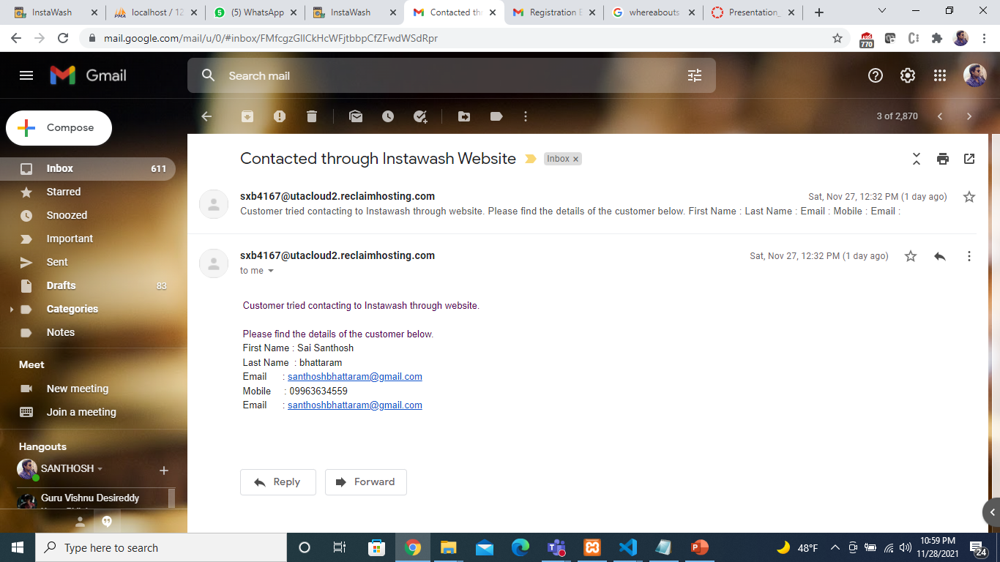 InstaWash
localhost / 12
(5) WhatsApp
InstaWash
Contacted thr
Registration E
whereabouts
Presentation_
mail.google.com/mail/u/0/#inbox/FMfcgzGllCkHcWFjtbbpCfZFwdWSdRpr
770
Gmail
Search mail
Compose
3 of 2,870
Inbox 611
Starred
Snoozed
Important
Sent
Drafts 83
Categories
Notes
Meet
New meeting
Join a meeting
Hangouts
SANTHOSH
Guru Vishnu Desireddy
Contacted through Instawash Website
Inbox ×
sxb4167@utacloud2.reclaimhosting.com
Sat, Nov 27, 12:32 PM (1 day ago)
Customer tried contacting to Instawash through website. Please find the details of the customer below. First Name : Last Name : Email : Mobile : Email :
sxb4167@utacloud2.reclaimhosting.com
Sat, Nov 27, 12:32 PM (1 day ago)
to me
Customer tried contacting to Instawash through website.
Please find the details of the customer below.
First Name : Sai Santhosh
Last Name : bhattaram
Email : santhoshbhattaram@gmail.com
Mobile : 09963634559
Email : santhoshbhattaram@gmail.com
Reply
Forward
Type here to search
48°F
10:59 PM
11/28/2021
24